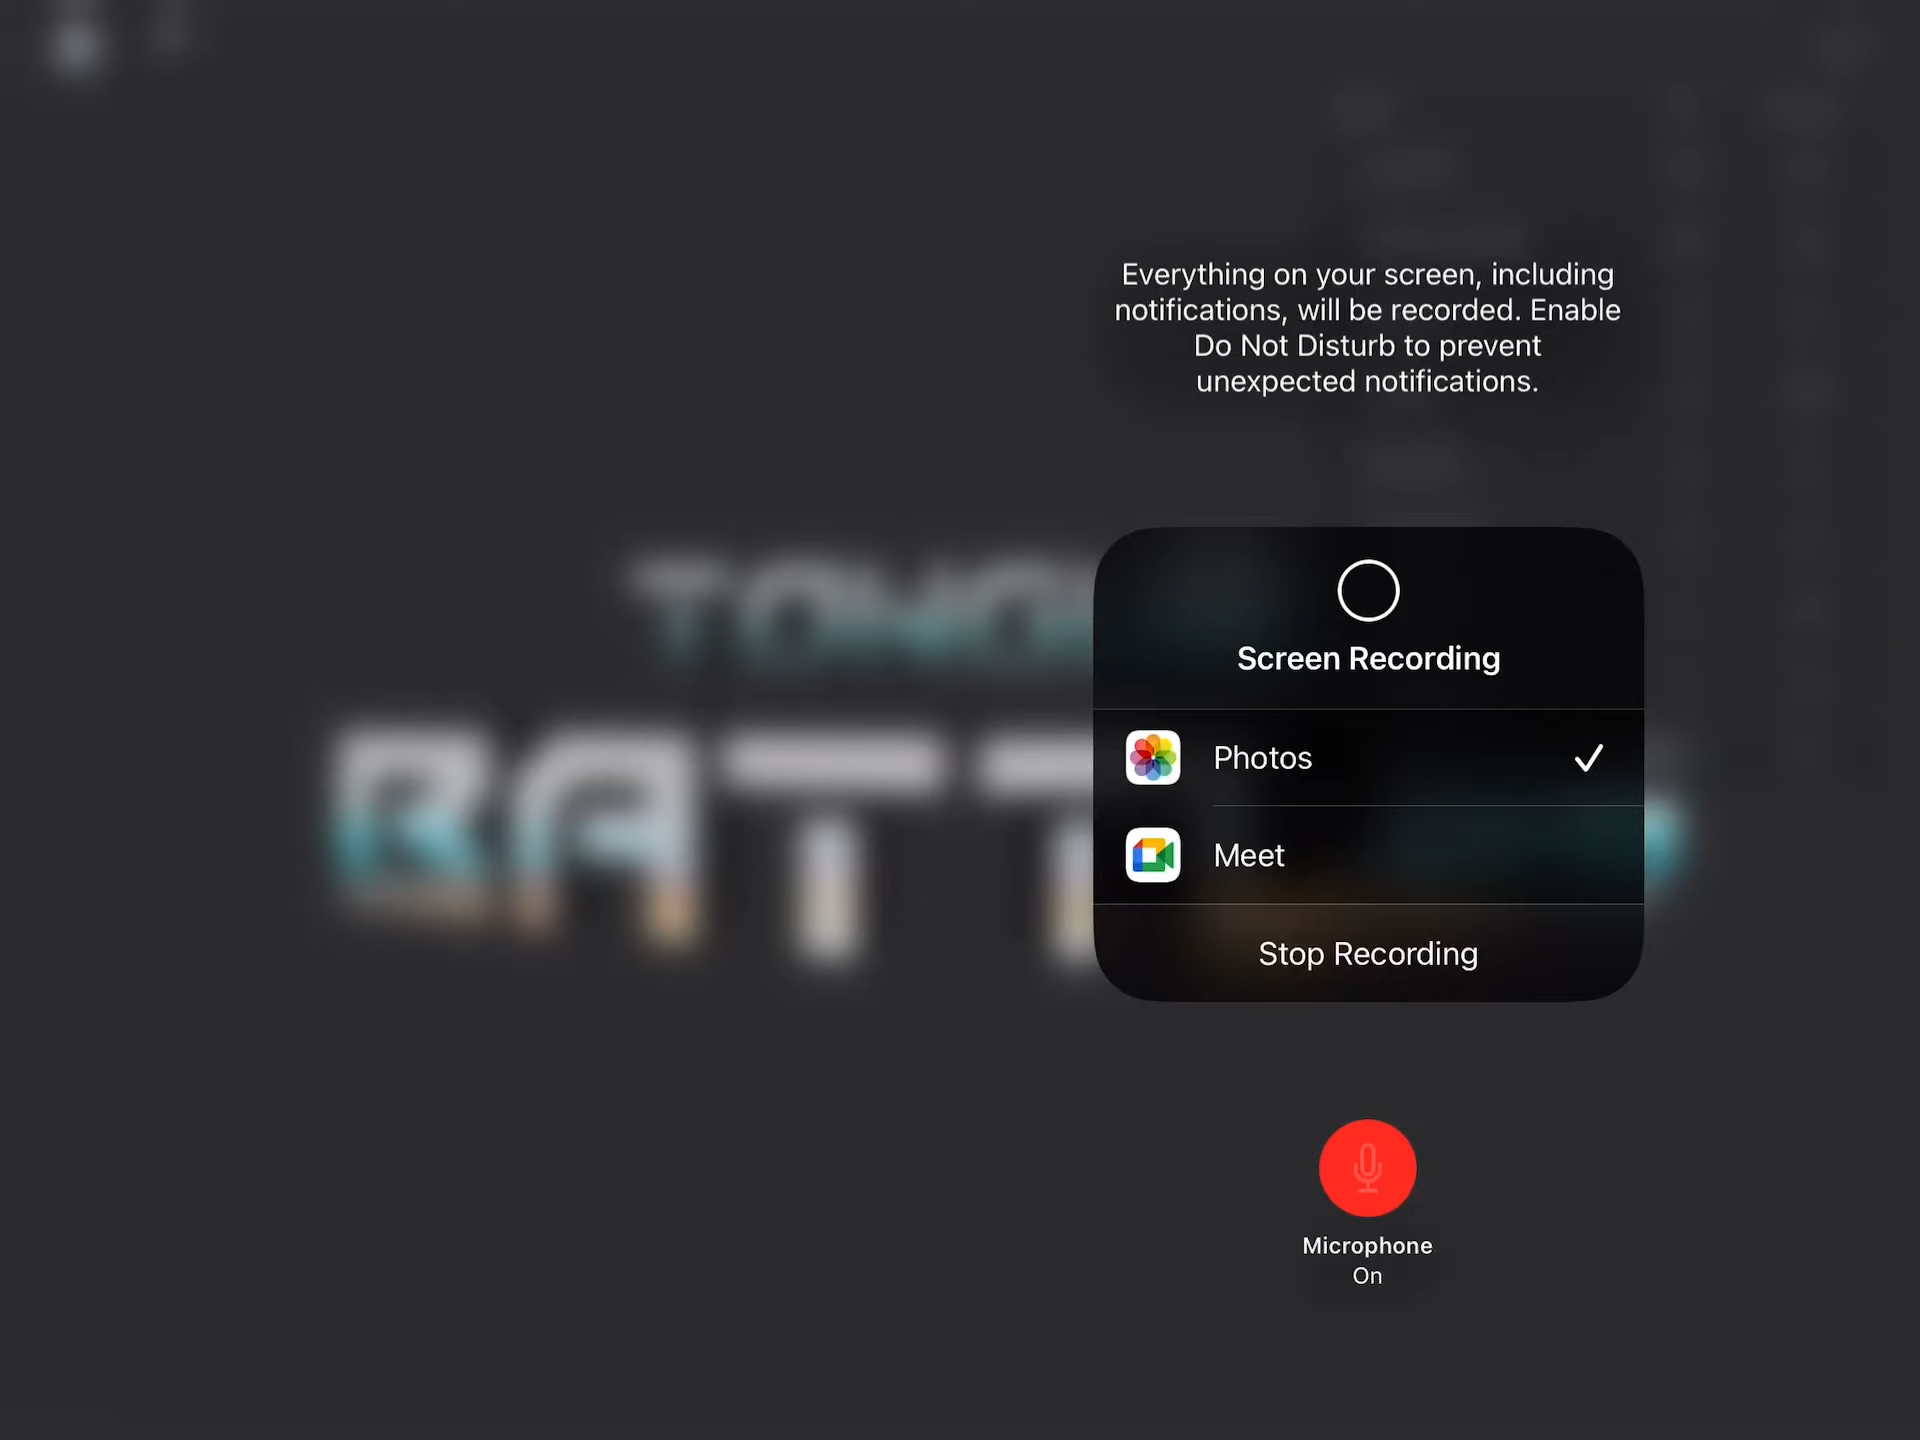 Everything on your screen, including
notifications, will be recorded. Enable
Do Not Disturb to prevent
unexpected notifications.
Screen Recording
Photos
Meet
Stop Recording
Microphone
On